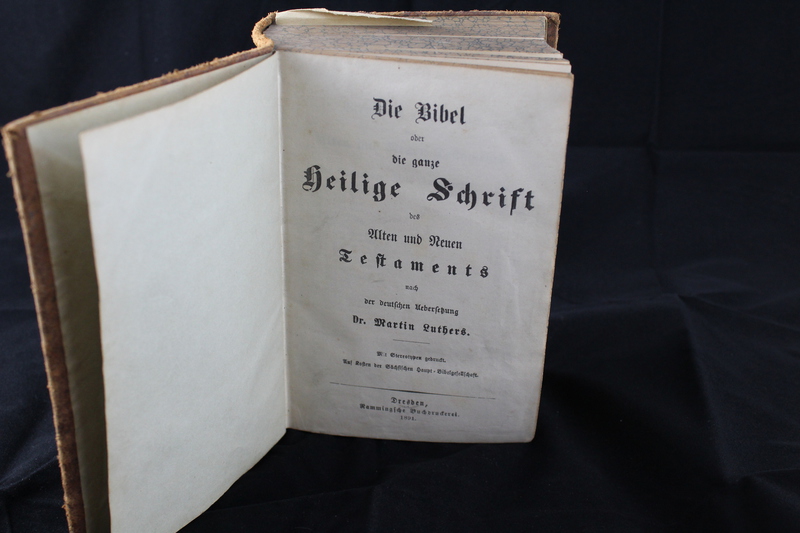 Die Bibel
oder
die ganze
Heilige Schrift
des
Alten und Neuen
Testaments
nach
der deutschen Uebersetzung
Dr. Martin Luthers.
Mit Stereotypen gedruckt.
Auf Kosten der Sächsischen Haupt-Bibelgesellschaft.
Dresden,
Buchdruckerei.